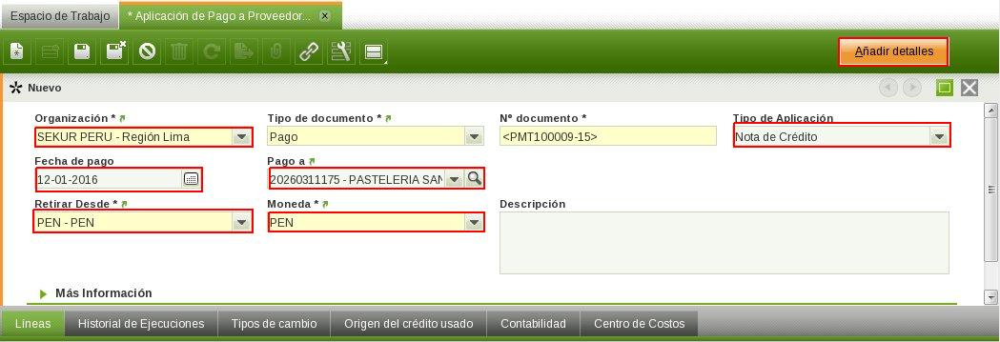 Espacio de Trabajo
* Aplicación de Pago a Proveedor...
Añadir detalles
Nuevo
Organización * Tipo de documento * Nº documento * Tipo de Aplicación
SEKUR PERU - Región Lima Pago <PMT100009-15> Nota de Crédito
Fecha de pago Pago a
12-01-2016 20260311175 - PASTELERIA SAN
Retirar Desde * Moneda * Descripción
PEN - PEN PEN
Más Información
Líneas Historial de Ejecuciones Tipos de cambio Origen del crédito usado Contabilidad Centro de Costos